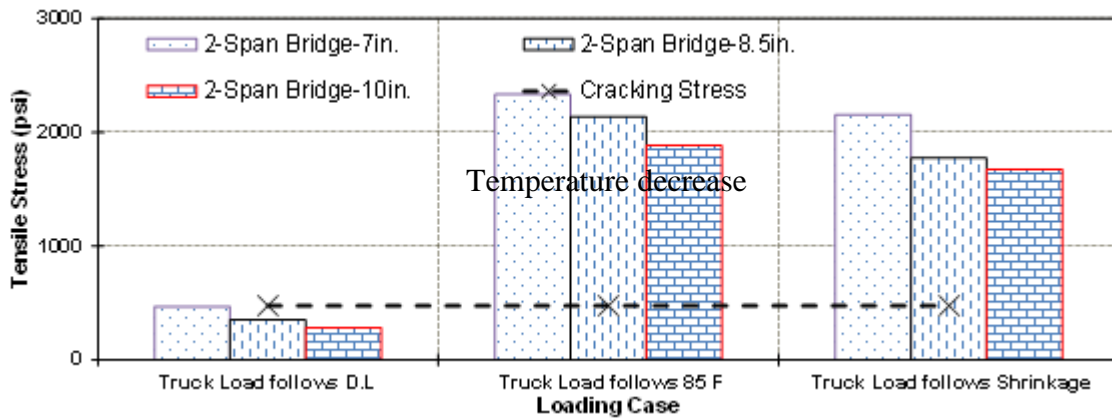 3000
2-Span Bridge-7in.
2-Span Bridge-8.5in.
2-Span Bridge-10in.
Cracking Stress
2000
Temperature decrease
1000
0
Tensile Stress (psi)
Truck Load follows D.L
Truck Load follows 85 F
Truck Load follows Shrinkage
Loading Case